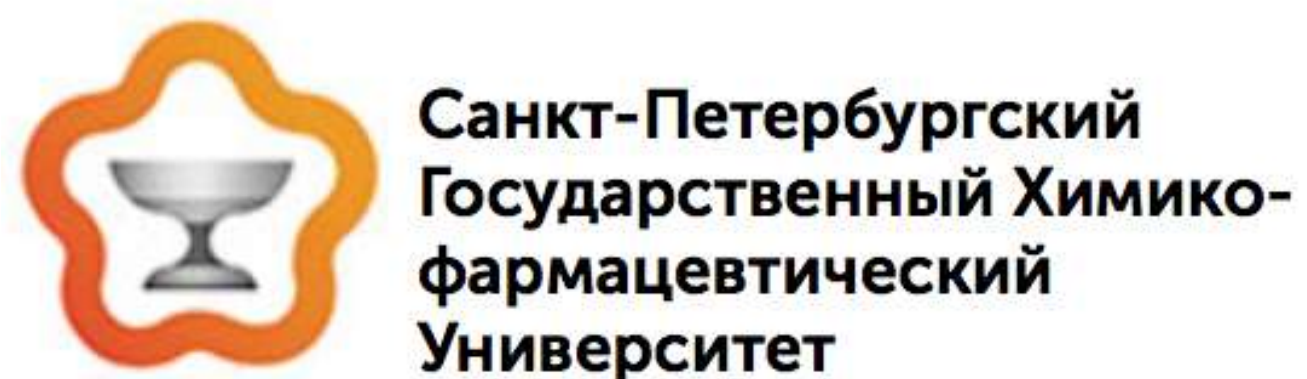 Санкт-Петербургский
Государственный Химико-
фармацевтический
Университет